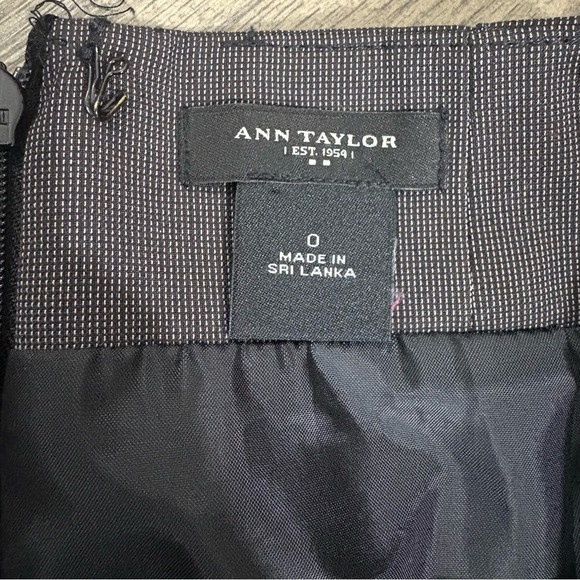 ANN TAYLOR
| EST. 1954 |
0
MADE IN
SRI LANKA